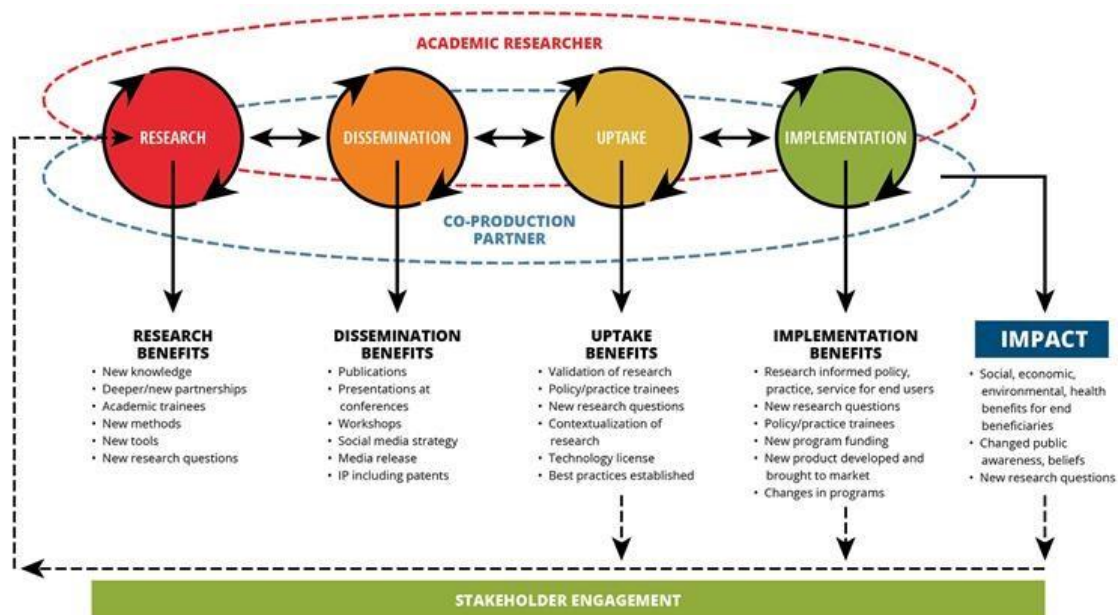 ACADEMIC RESEARCHER
RESEARCH
DISSEMINATION
UPTAKE
IMPLEMENTATION
CO-PRODUCTION
PARTNER
RESEARCH
BENEFITS
• New knowledge
• Deeper/new partnerships
• Academic trainees
• New methods
• New tools
• New research questions
DISSEMINATION
BENEFITS
• Publications
• Presentations at
conferences
• Workshops
• Social media strategy
• Media release
• IP including patents
UPTAKE
BENEFITS
• Validation of research
• Policy/practice trainees
• New research questions
• Contextualization of
research
• Technology license
• Best practices established
IMPLEMENTATION
BENEFITS
• Research informed policy,
practice, service for end users
• New research questions
• Policy/practice trainees
• New program funding
• New product developed and
brought to market
• Changes in programs
IMPACT
• Social, economic,
environmental, health
benefits for end
beneficiaries
• Changed public
awareness, beliefs
• New research questions
STAKEHOLDER ENGAGEMENT